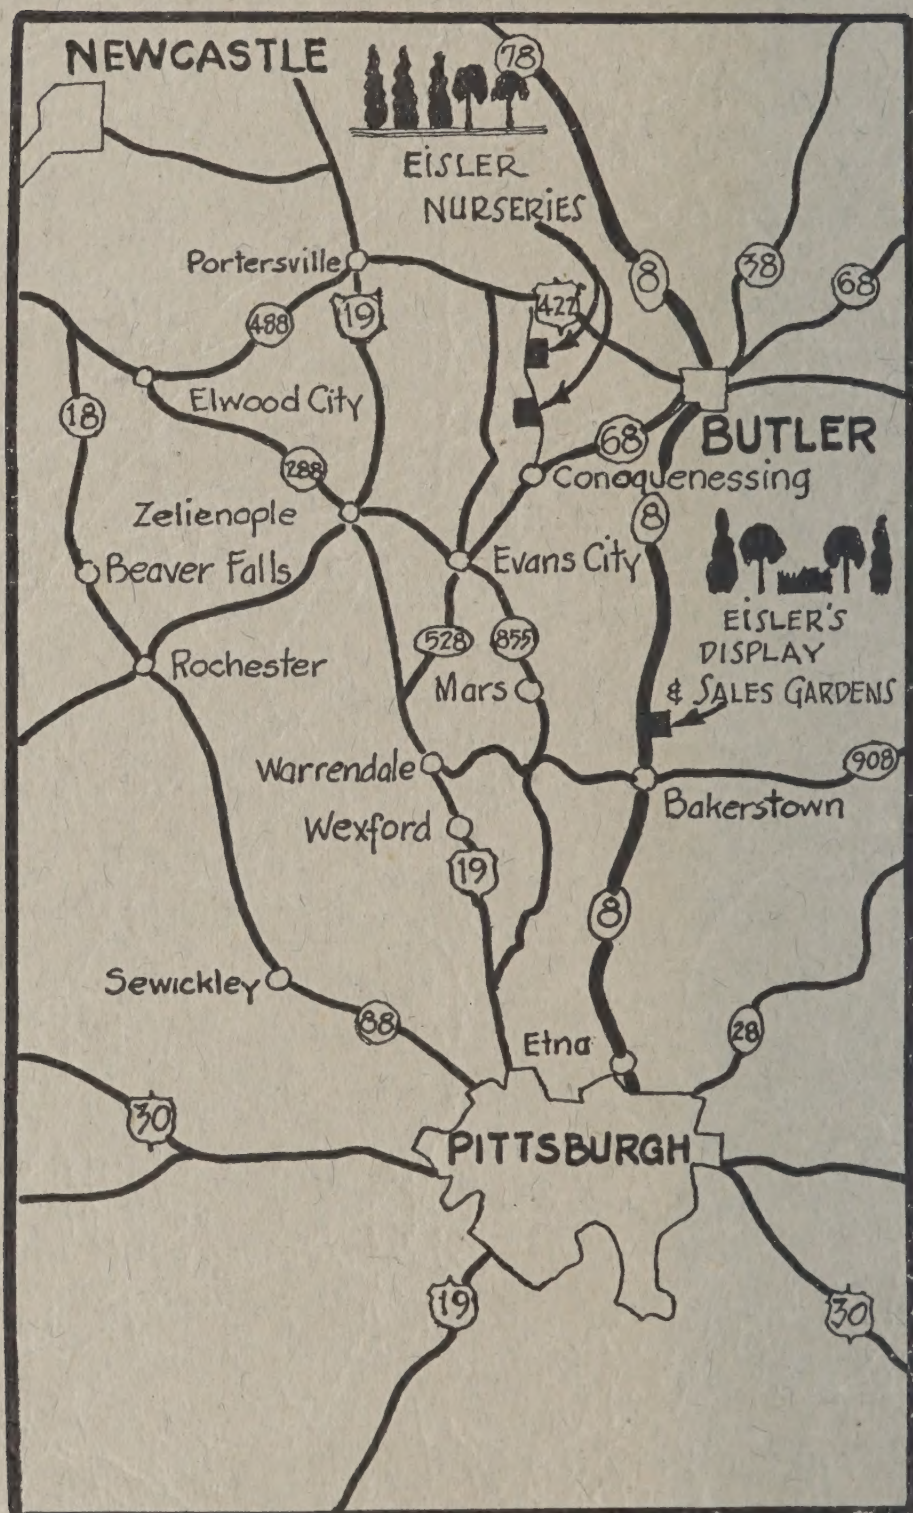 NEWCASTLE
78
EISLER
NURSERIES
Portersville
8
38
68
488
19
422
18
Elwood City
68
BUTLER
288
Conoquenessing
Zelienople
8
Beaver Falls
Evans City
EISLER'S
DISPLAY
& SALES GARDENS
528
855
Rochester
Mars
Warrendale
908
Bakerstown
Wexford
19
8
Sewickley
88
28
Etna
30
PITTSBURGH
19
30